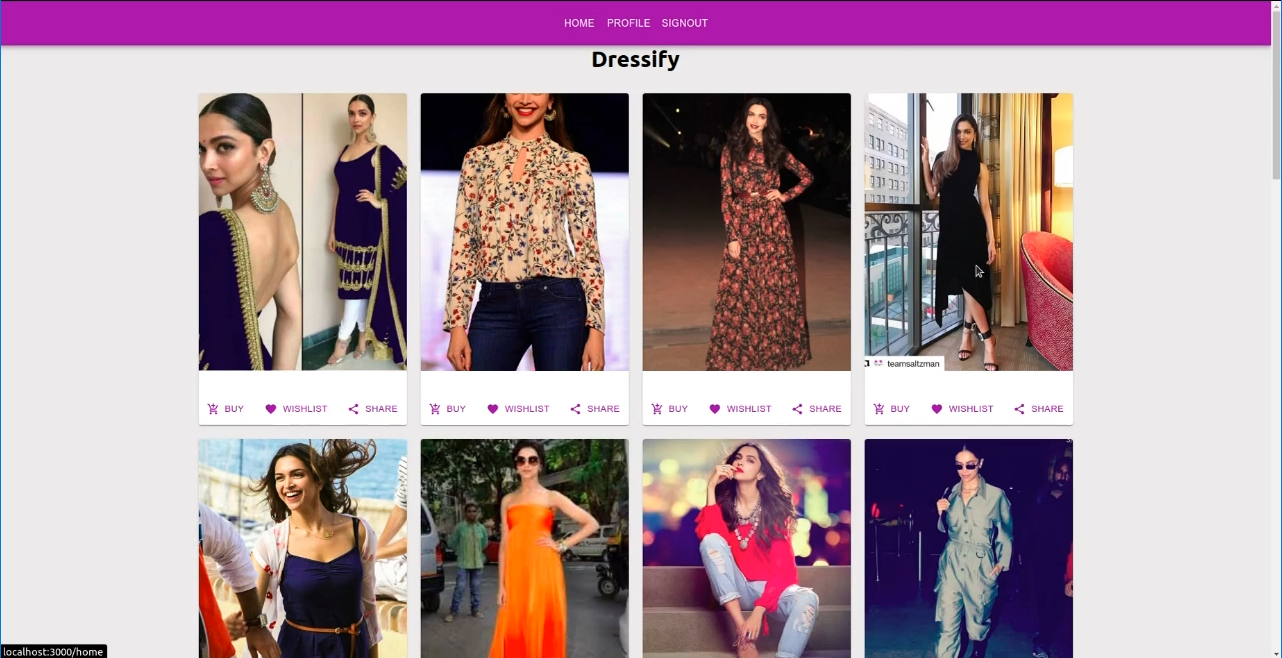 HOME PROFILE SIGNOUT
Dressify
teamsaltzman
BUY WISHLIST SHARE BUY WISHLIST SHARE BUY WISHLIST SHARE BUY WISHLIST SHARE
localhost:3000/home